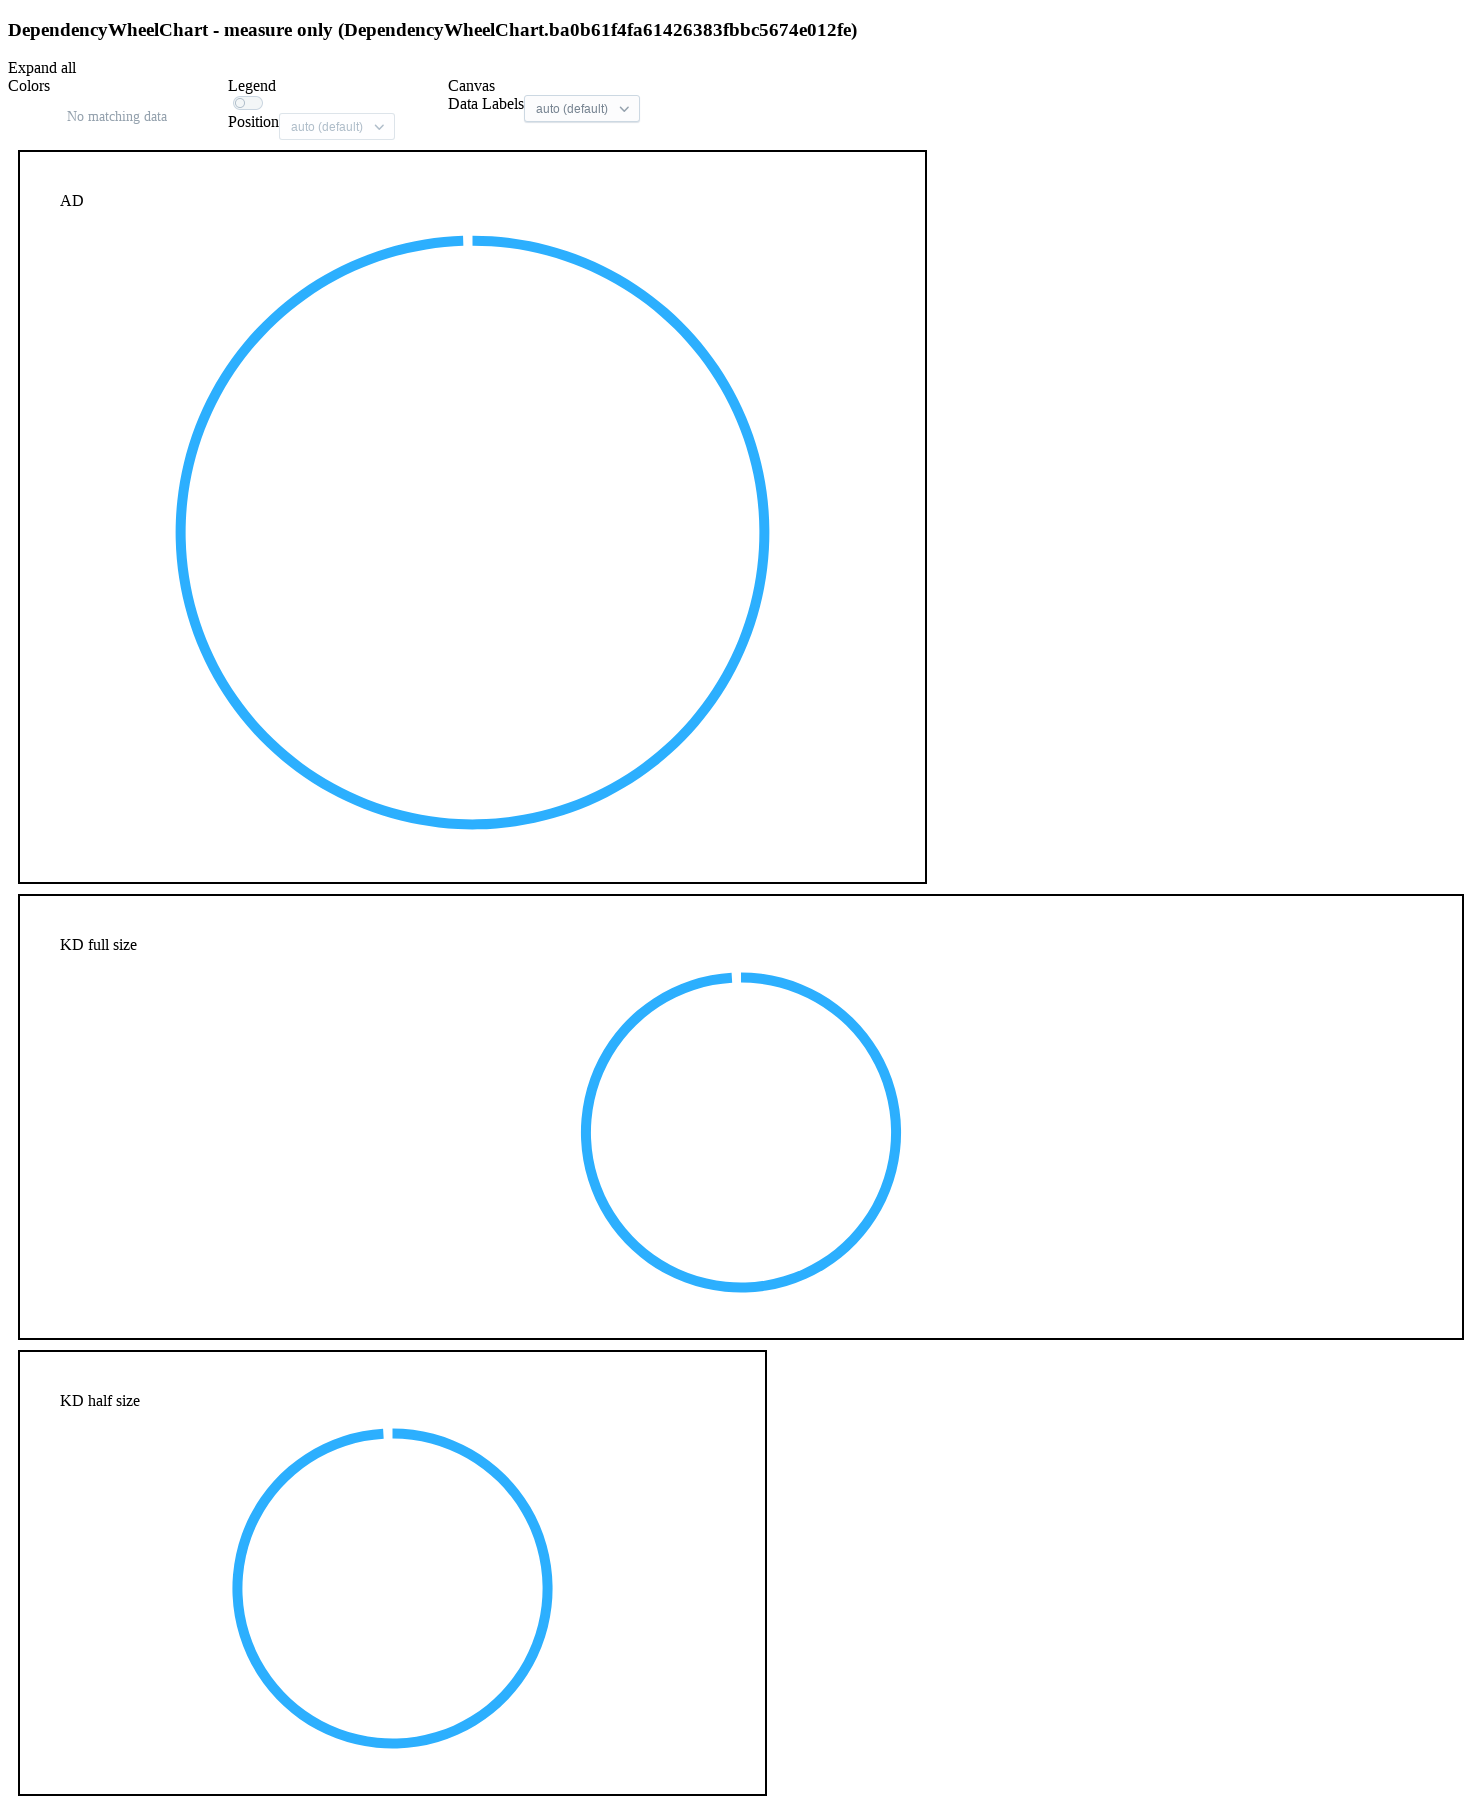 DependencyWheelChart - measure only (DependencyWheelChart.ba0b61f4fa61426383fbbc5674e012fe)
Expand all
Colors
No matching data
Legend
Position auto (default)
Canvas
Data Labels auto (default)
AD
KD full size
KD half size